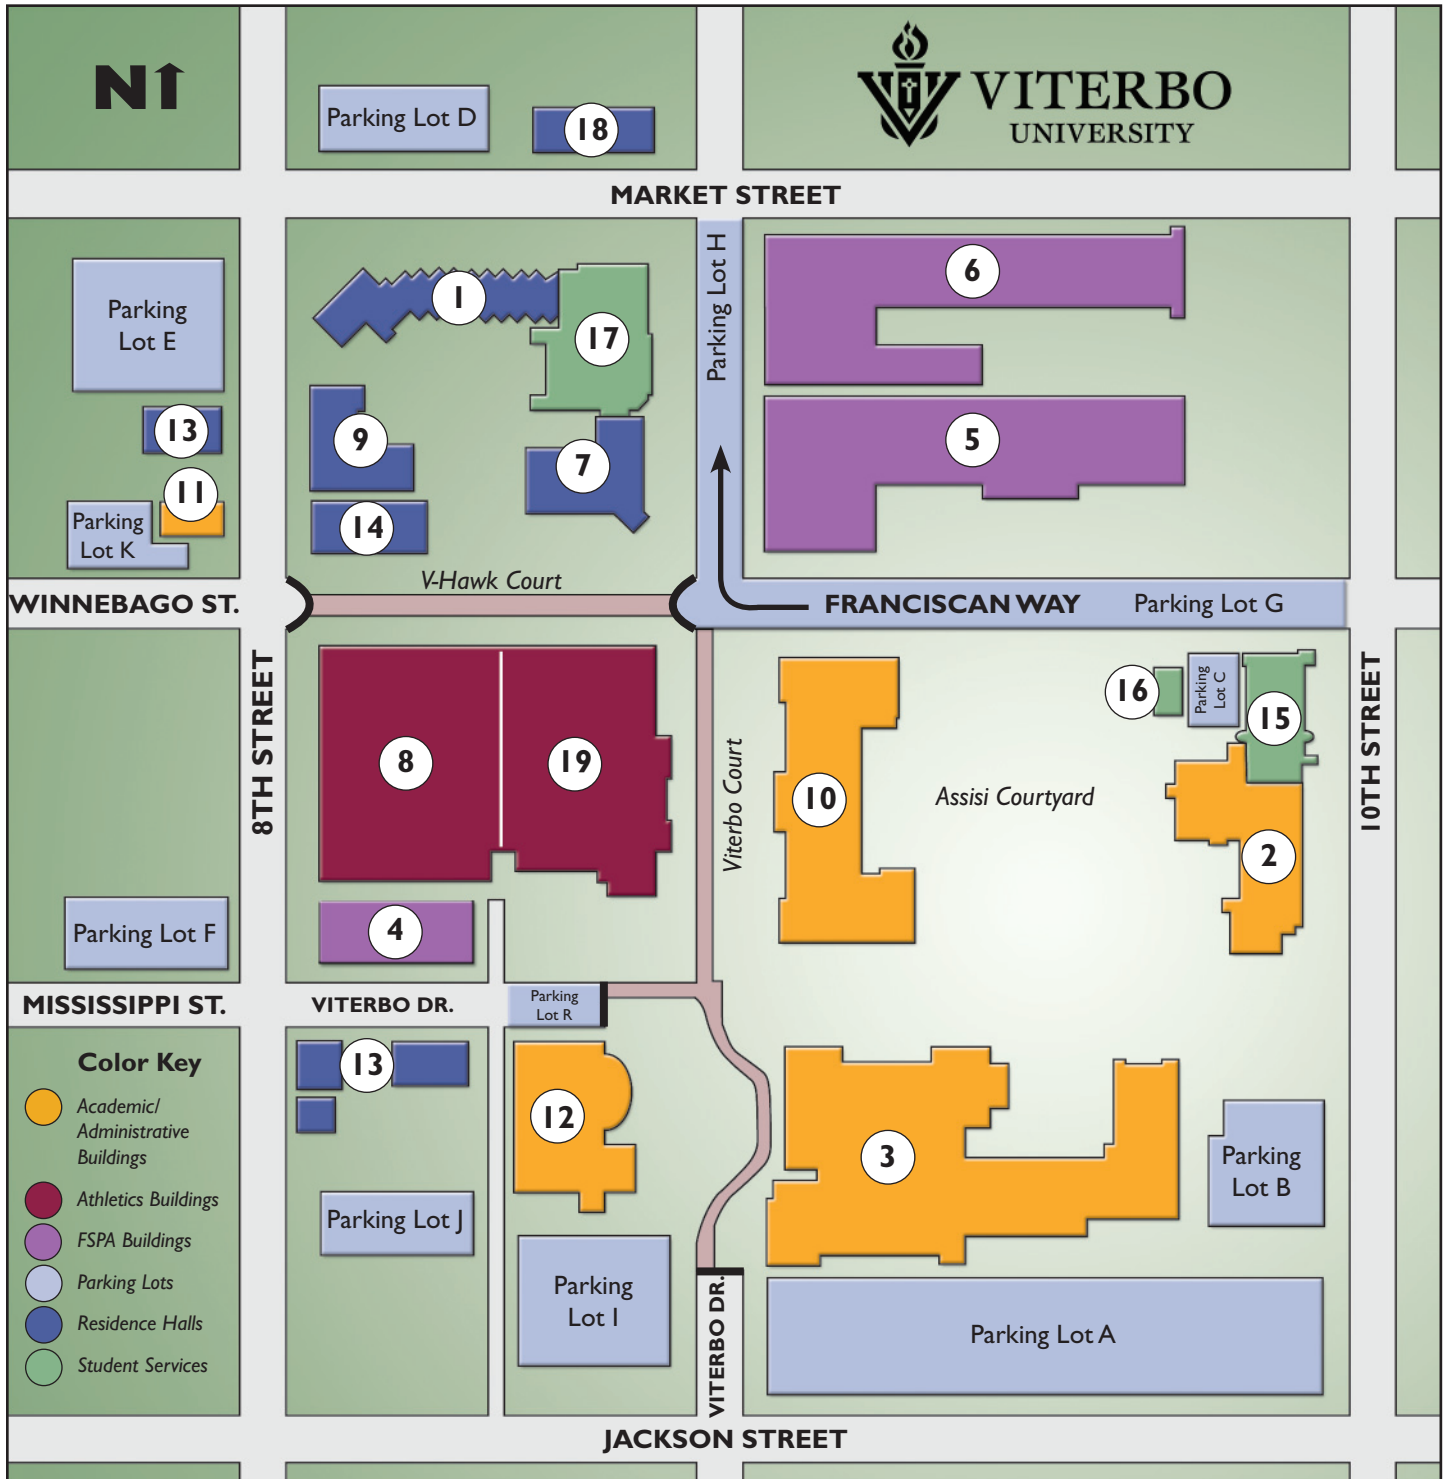 N
Parking Lot D
18
VITERBO
UNIVERSITY
MARKET STREET
Parking
Lot E
1
17
Parking Lot H
6
13
9
7
5
11
Parking
Lot K
14
V-Hawk Court
WINNEBAGO ST.
FRANCISCAN WAY
Parking Lot G
8TH STREET
8
19
Viterbo Court
10
Assisi Courtyard
16
Parking
Lot C
15
10TH STREET
2
Parking Lot F
4
MISSISSIPPI ST.
VITERBO DR.
Parking
Lot R
13
12
3
Parking
Lot B
Parking Lot J
Parking
Lot I
VITERBO DR.
Parking Lot A
Color Key
Academic/
Administrative
Buildings
Athletics Buildings
FSPA Buildings
Parking Lots
Residence Halls
Student Services
JACKSON STREET